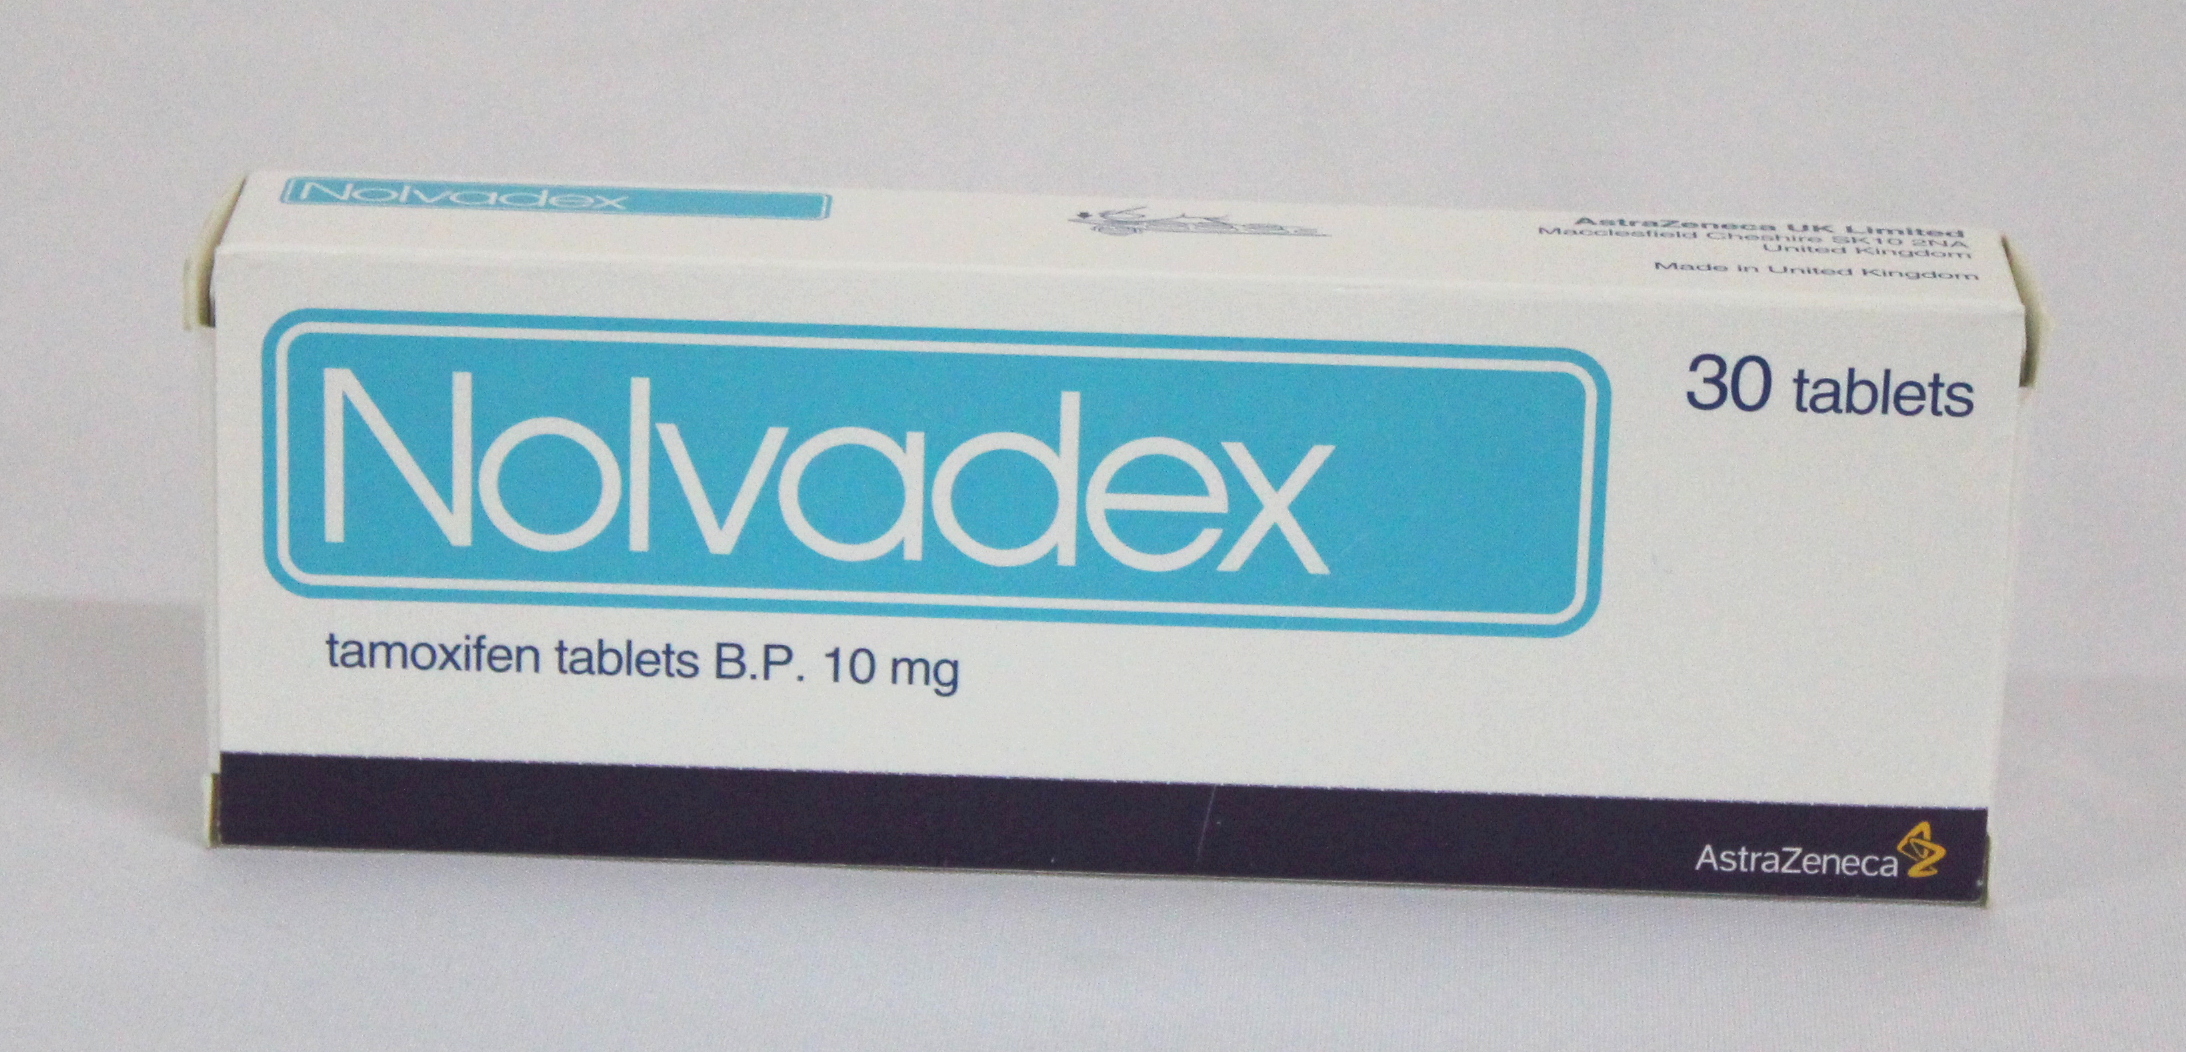 Nolvadex
AstraZeneca UK Limited
Macclesfield Cheshire SK10 2NA
United Kingdom
Made in United Kingdom
Nolvadex
30 tablets
tamoxifen tablets B.P. 10 mg
AstraZeneca